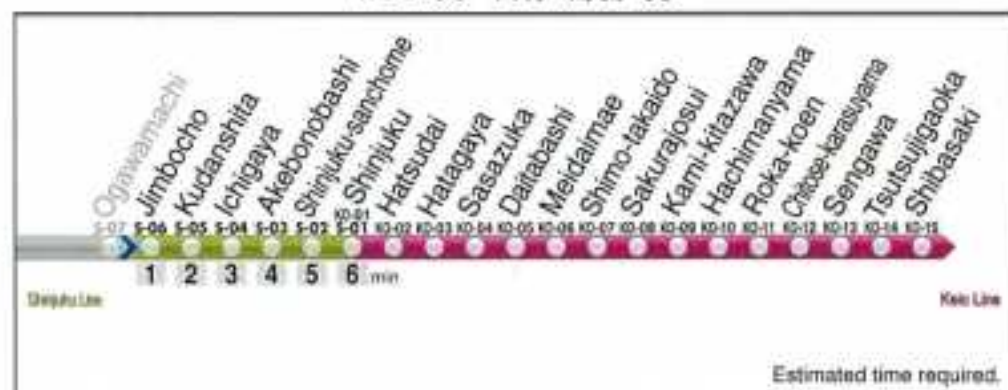 Ogawamachi
Jimbocho
Kudanshita
Ichigaya
Akebonobashi
Shinjuku-sanchome
Shinjuku
Hatsudai
Hatagaya
Sasazuka
Daitabashi
Meidaimae
Shimo-takaido
Sakurajosui
Kami-kitazawa
Hachimanyama
Roka-koen
Chitose-karasuyama
Sengawa
Tsutsujigaoka
Shibasaki
KO-01
S-07 S-06 S-05 S-04 S-03 S-02 S-01 KO-02 KO-03 KO-04 KO-05 KO-06 KO-07 KO-08 KO-09 KO-10 KO-11 KO-12 KO-13 KO-14 KO-15
1 2 3 4 5 6 min
Shinjuku Line
Keio Line
Estimated time required.